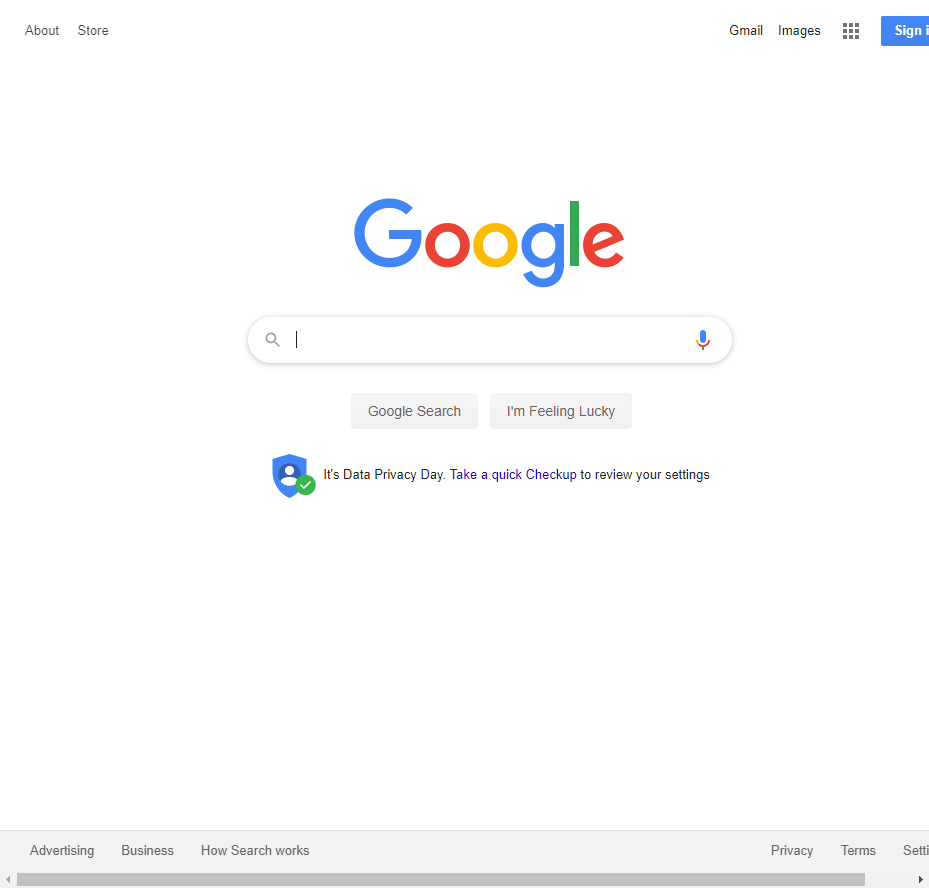 About Store Gmail Images Sign i
Google
Google Search I'm Feeling Lucky
It's Data Privacy Day. Take a quick Checkup to review your settings
Advertising Business How Search works Privacy Terms Setti